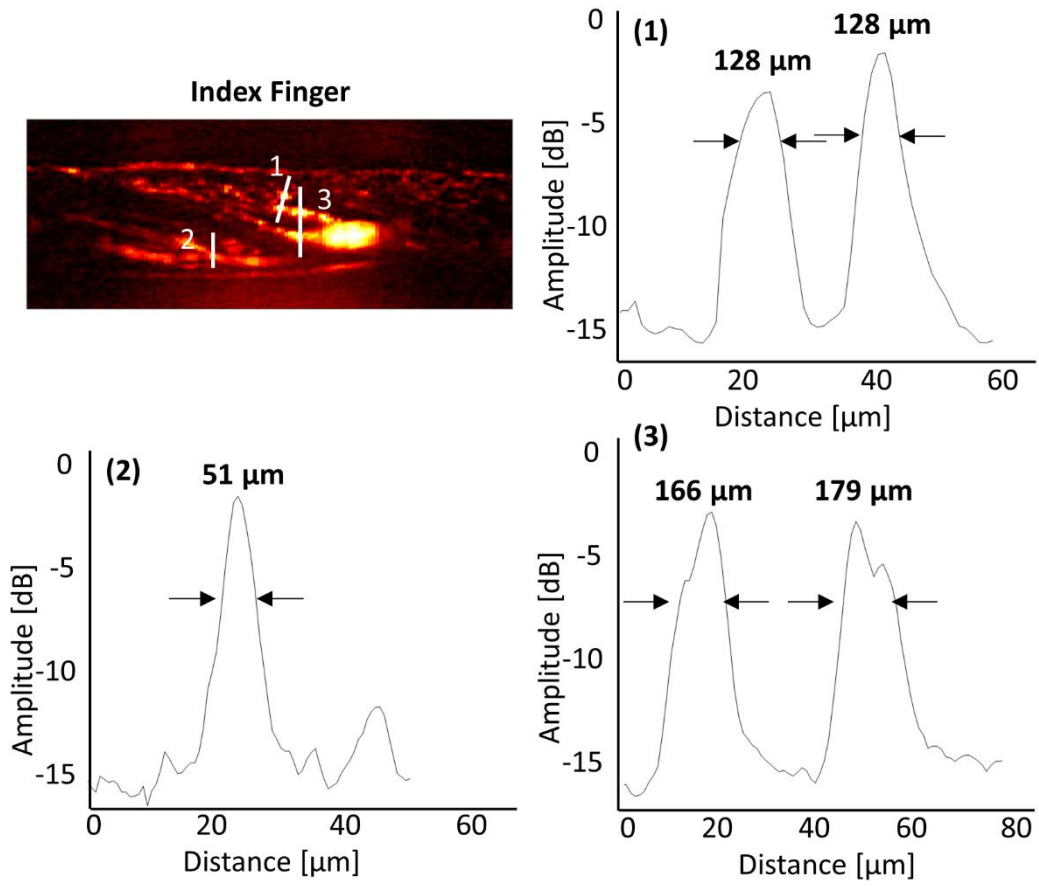 Index Finger
1
3
2
(1)
128 µm
128 µm
0
-5
-10
-15
Amplitude [dB]
0
20
40
60
Distance [µm]
(2)
51 µm
0
-5
-10
-15
Amplitude [dB]
0
20
40
60
Distance [µm]
(3)
166 µm
179 µm
0
-5
-10
-15
Amplitude [dB]
0
20
40
60
80
Distance [µm]